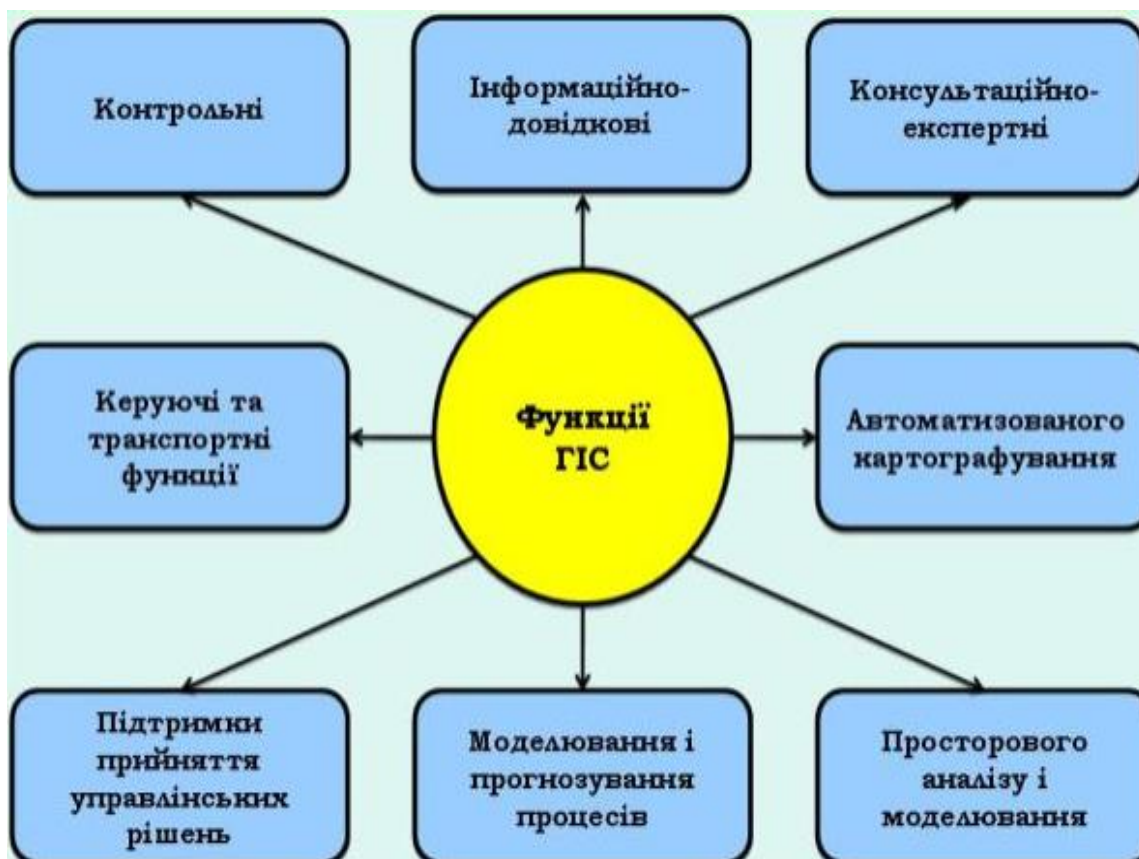 Контрольні
Інформаційно-
довідкові
Консультаційно-
експертні
Керуючі та
транспортні
функції
Функції
ГІС
Автоматизованого
картографування
Підтримки
прийняття
управлінських
рішень
Моделювання і
прогнозування
процесів
Просторового
аналізу і
моделювання